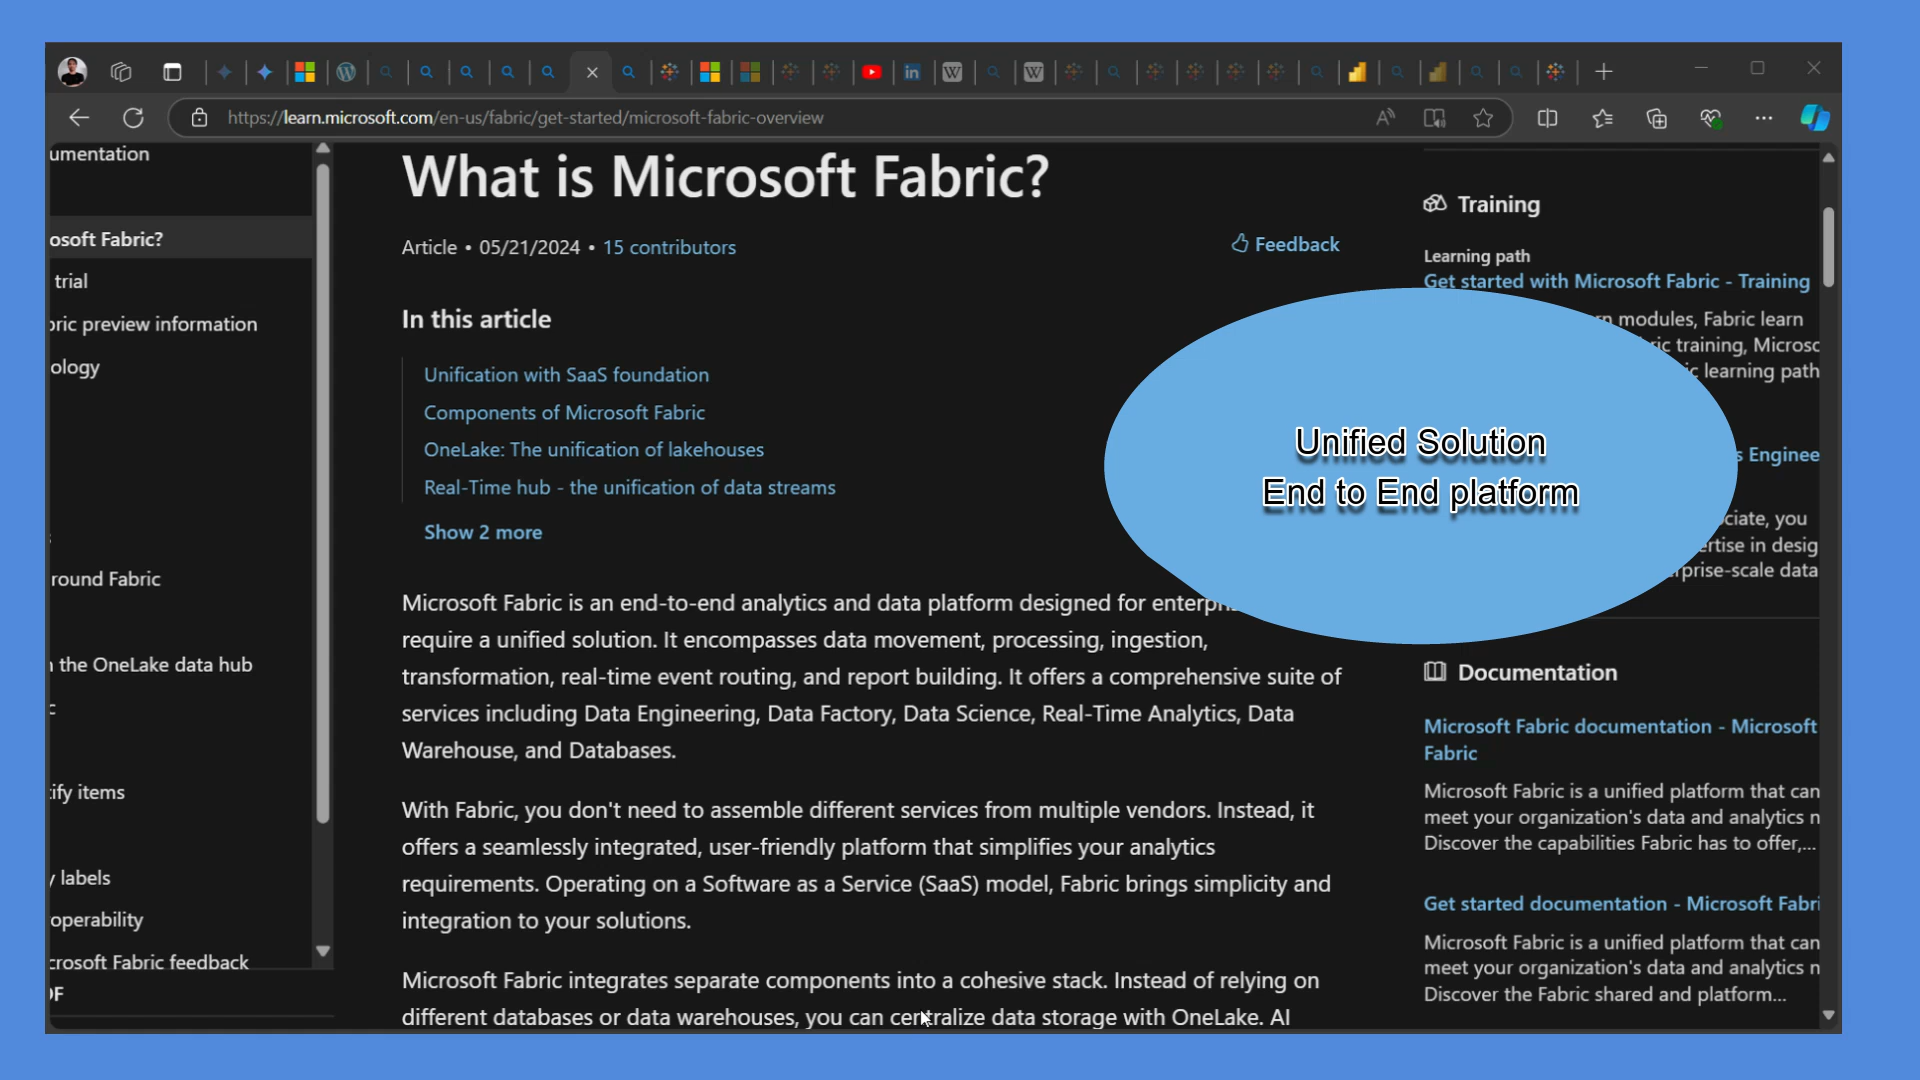 https://learn.microsoft.com/en-us/fabric/get-started/microsoft-fabric-overview
umentation
osoft Fabric?
trial
bric preview information
ology
round Fabric
the OneLake data hub
ify items
labels
operability
crosoft Fabric feedback
What is Microsoft Fabric?
Article • 05/21/2024 • 15 contributors
Feedback
In this article
Unification with SaaS foundation
Components of Microsoft Fabric
OneLake: The unification of lakehouses
Real-Time hub - the unification of data streams
Show 2 more
Microsoft Fabric is an end-to-end analytics and data platform designed for enterpr
require a unified solution. It encompasses data movement, processing, ingestion,
transformation, real-time event routing, and report building. It offers a comprehensive suite of
services including Data Engineering, Data Factory, Data Science, Real-Time Analytics, Data
Warehouse, and Databases.
With Fabric, you don't need to assemble different services from multiple vendors. Instead, it
offers a seamlessly integrated, user-friendly platform that simplifies your analytics
requirements. Operating on a Software as a Service (SaaS) model, Fabric brings simplicity and
integration to your solutions.
Microsoft Fabric integrates separate components into a cohesive stack. Instead of relying on
different databases or data warehouses, you can centralize data storage with OneLake. AI
Training
Learning path
Get started with Microsoft Fabric - Training
n modules, Fabric learn
ric training, Microsc
c learning path
s Enginee
ciate, you
ertise in desig
rprise-scale data
Unified Solution
End to End platform
Documentation
Microsoft Fabric documentation - Microsoft
Fabric
Microsoft Fabric is a unified platform that can
meet your organization's data and analytics n
Discover the capabilities Fabric has to offer,...
Get started documentation - Microsoft Fabri
Microsoft Fabric is a unified platform that can
meet your organization's data and analytics n
Discover the Fabric shared and platform...